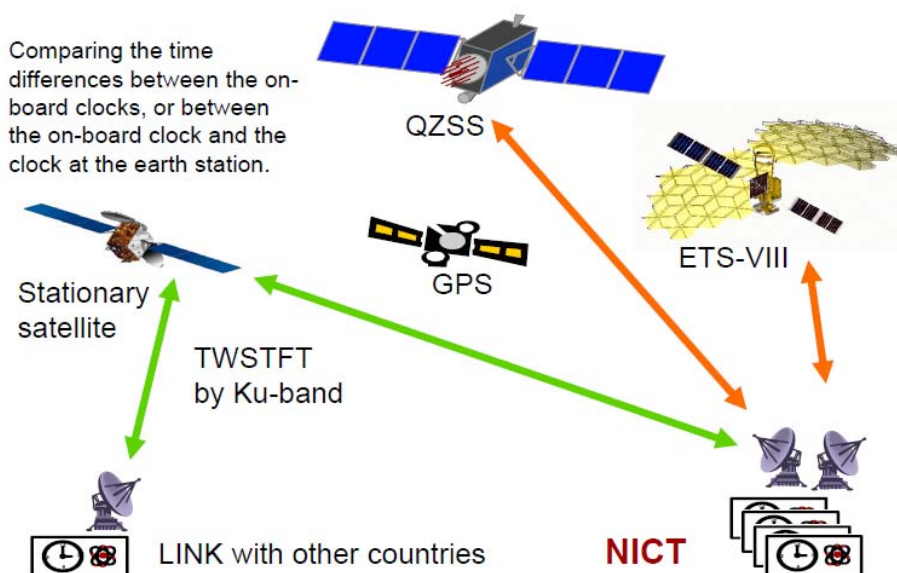 Comparing the time
differences between the on-
board clocks, or between
the on-board clock and the
clock at the earth station.
QZSS
ETS-VIII
GPS
Stationary
satellite
TWSTFT
by Ku-band
LINK with other countries
NICT